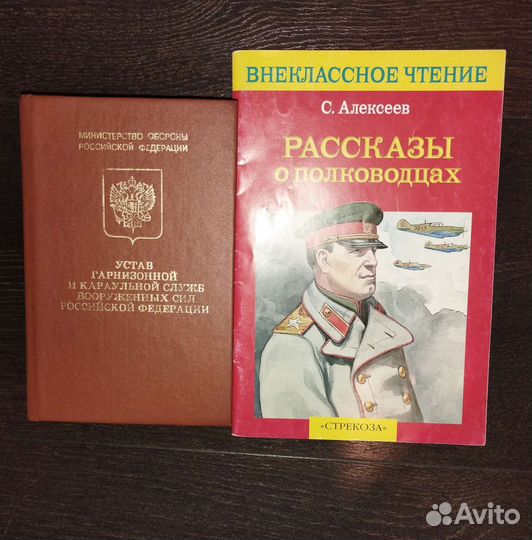 МИНИСТЕРСТВО ОБОРОНЫ
РОССИЙСКОЙ ФЕДЕРАЦИИ
УСТАВ
ГАРНИЗОННОЙ
И КАРАУЛЬНОЙ СЛУЖБ
ВООРУЖЕННЫХ СИЛ
РОССИЙСКОЙ ФЕДЕРАЦИИ
ВНЕКЛАССНОЕ ЧТЕНИЕ
С. Алексеев
РАССКАЗЫ
О ПОЛКОВОДЦАХ
«СТРЕКОЗА»
Avito